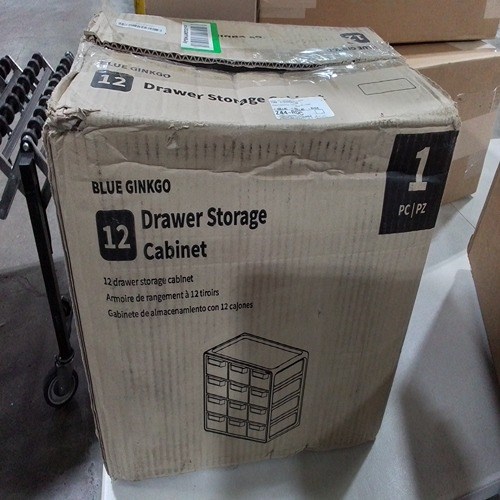 BLUE GINKGO
12 Drawer Storage
1
PC | PZ
BLUE GINKGO
12 Drawer Storage
Cabinet
12 drawer storage cabinet
Armoire de rangement à 12 tiroirs
Gabinete de almacenamiento con 12 cajones